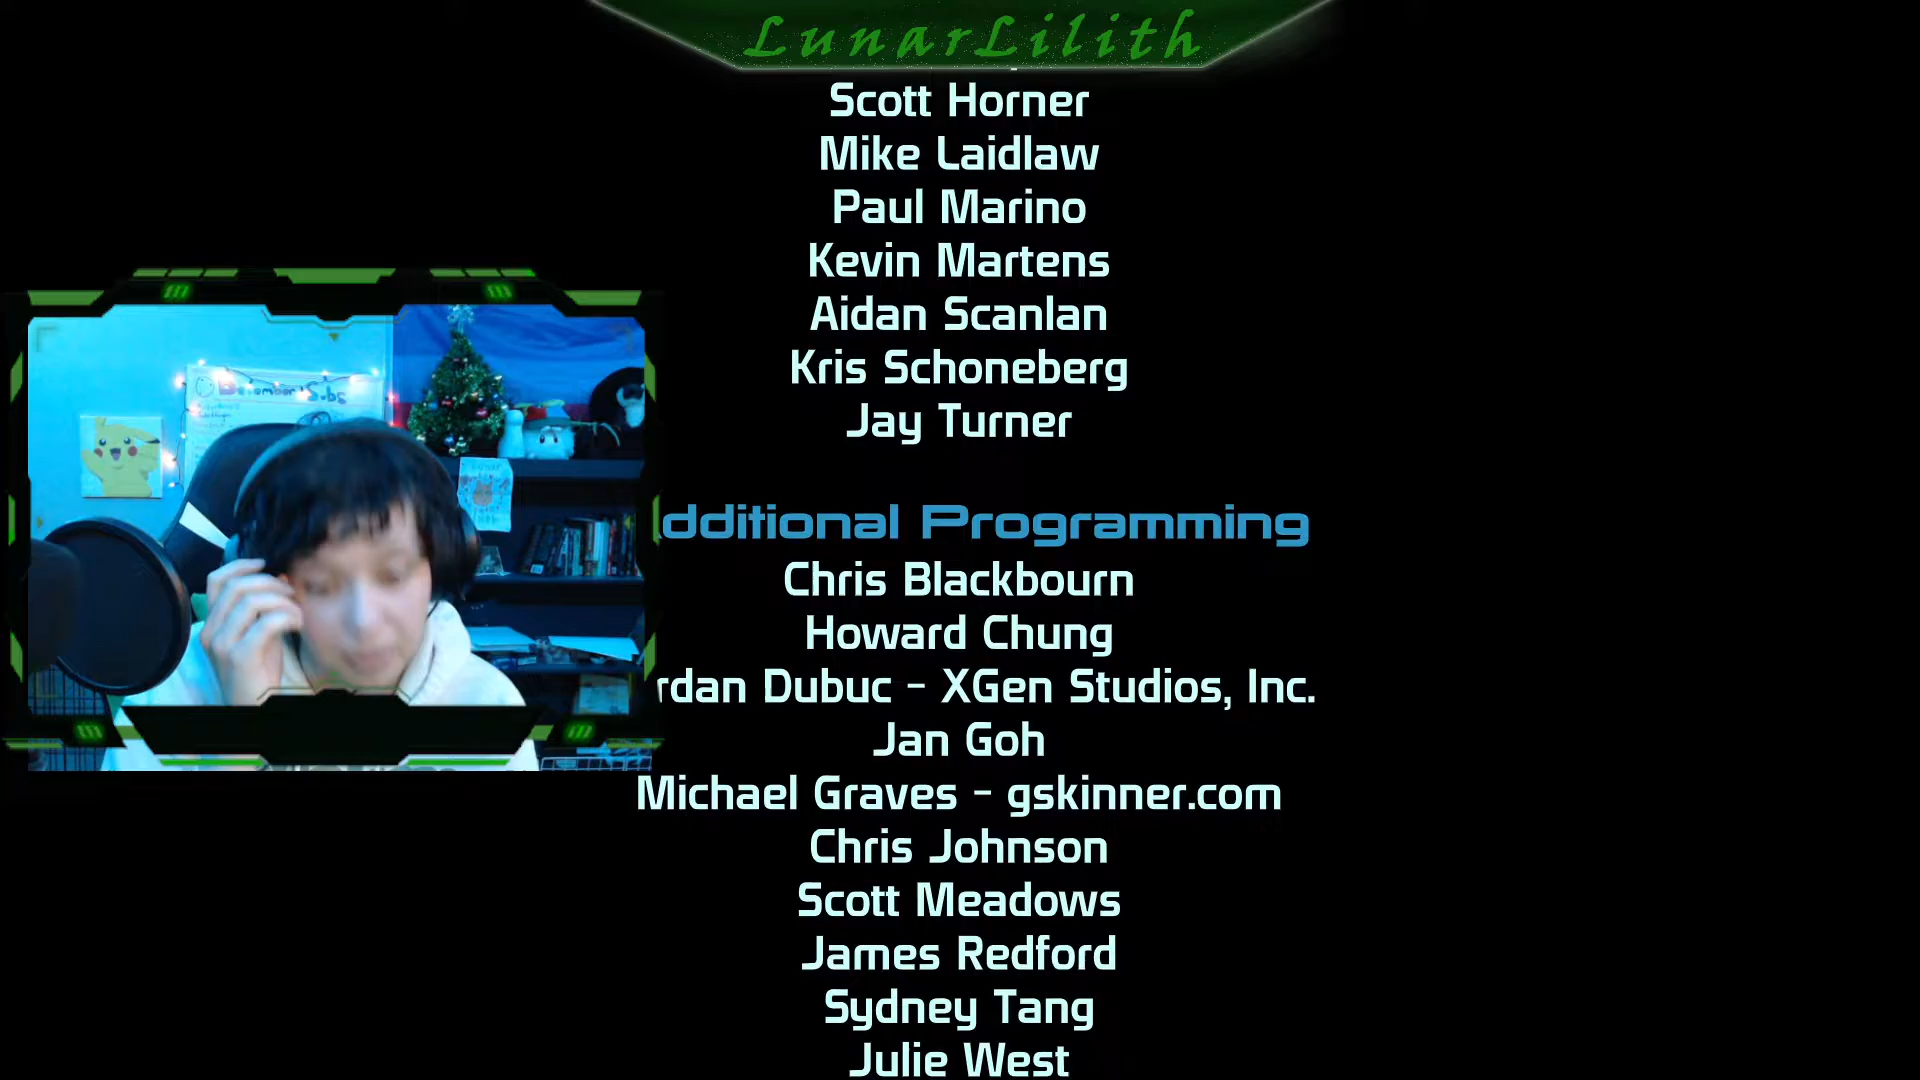 LunarLilith
Scott Horner
Mike Laidlaw
Paul Marino
Kevin Martens
Aidan Scanlan
Kris Schoneberg
Jay Turner
December Subs
dditional Programming
Chris Blackbourn
Howard Chung
rdan Dubuc - XGen Studios, Inc.
Jan Goh
Michael Graves - gskinner.com
Chris Johnson
Scott Meadows
James Redford
Sydney Tang
Julie West